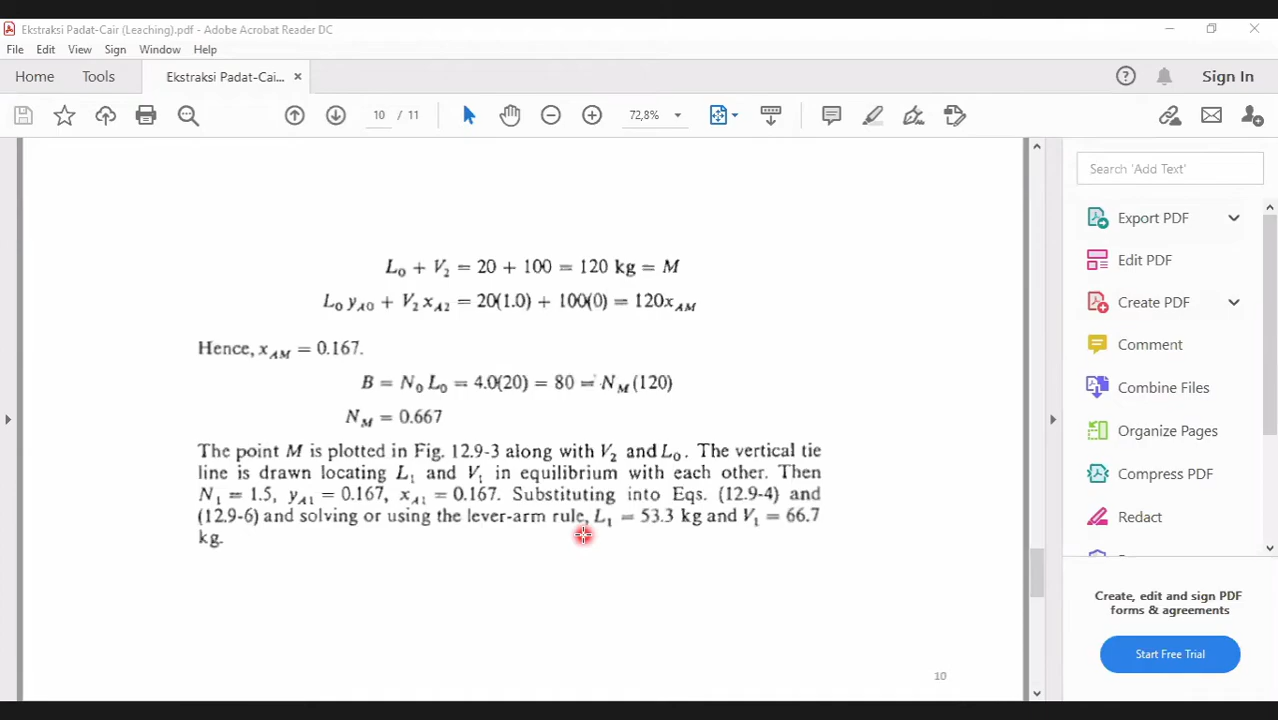 Ekstraksi Padat-Cair (Leaching).pdf - Adobe Acrobat Reader DC
File Edit View Sign Window Help
Home Tools Ekstraksi Padat-Cai... × Sign In
10 / 11 72,8%
Search 'Add Text'
Export PDF
Edit PDF
Create PDF
Comment
Combine Files
Organize Pages
Compress PDF
Redact
Create, edit and sign PDF
forms & agreements
Start Free Trial
L₀ + V₂ = 20 + 100 = 120 kg = M
L₀ y_A0 + V₂ x_A2 = 20(1.0) + 100(0) = 120x_AM
Hence, x_AM = 0.167.
B = N₀ L₀ = 4.0(20) = 80 = N_M (120)
N_M = 0.667
The point M is plotted in Fig. 12.9-3 along with V₂ and L₀. The vertical tie
line is drawn locating L₁ and V₁ in equilibrium with each other. Then
N₁ = 1.5, y_A1 = 0.167, x_A1 = 0.167. Substituting into Eqs. (12.9-4) and
(12.9-6) and solving or using the lever-arm rule, L₁ = 53.3 kg and V₁ = 66.7
kg.
10